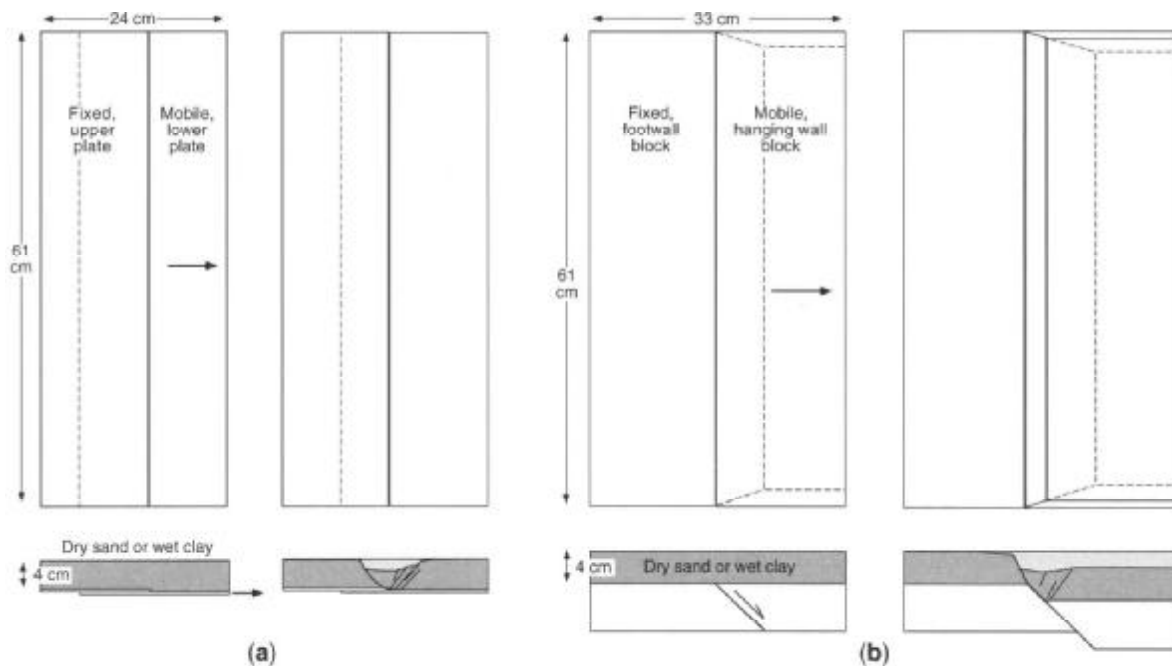 24 cm
33 cm
Fixed,
upper
plate
Mobile,
lower
plate
Fixed,
footwall
block
Mobile,
hanging wall
block
61
cm
61
cm
Dry sand or wet clay
4 cm
4 cm
Dry sand or wet clay
(a)
(b)